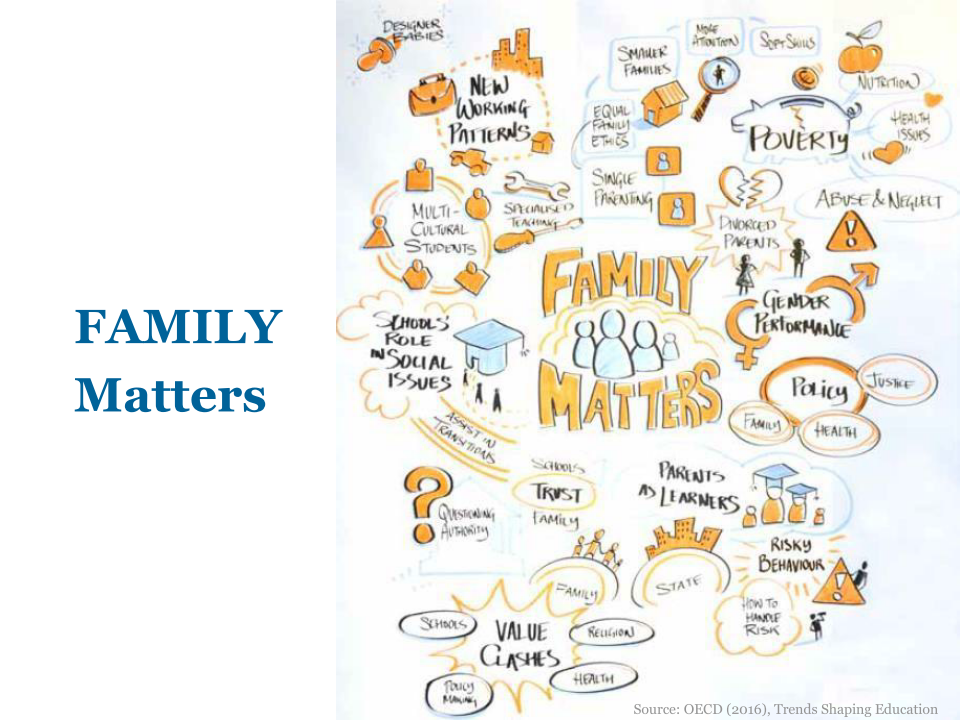 FAMILY
Matters
DESIGNER
BABIES
NEW
WORKING
PATTERNS
SMALLER
FAMILIES
MORE
ATTENTION
SOFT SKILLS
EQUAL
FAMILY
ETHICS
NUTRITION
HEALTH
ISSUES
POVERTY
SINGLE
PARENTING
ABUSE & NEGLECT
MULTI-
CULTURAL
STUDENTS
SPECIALISED
TEACHING
DIVORCED
PARENTS
FAMILY
MATTERS
GENDER
PERFORMANCE
SCHOOLS'
ROLE
IN SOCIAL
ISSUES
POLICY
JUSTICE
FAMILY
HEALTH
ASSIST IN
TRANSITIONS
SCHOOLS
TRUST
FAMILY
PARENTS
AS LEARNERS
QUESTIONING
AUTHORITY
RISKY
BEHAVIOUR
FAMILY
STATE
HOW TO
HANDLE
RISK
SCHOOLS
VALUE
CLASHES
RELIGION
HEALTH
POLICY
MAKING
Source: OECD (2016), Trends Shaping Education